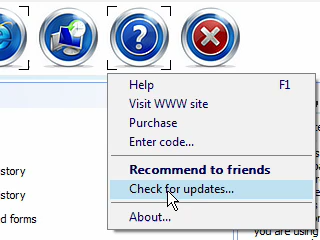 Help F1
Visit WWW site
Purchase
Enter code...
Recommend to friends
Check for updates...
story
About...
story
d forms
you are using